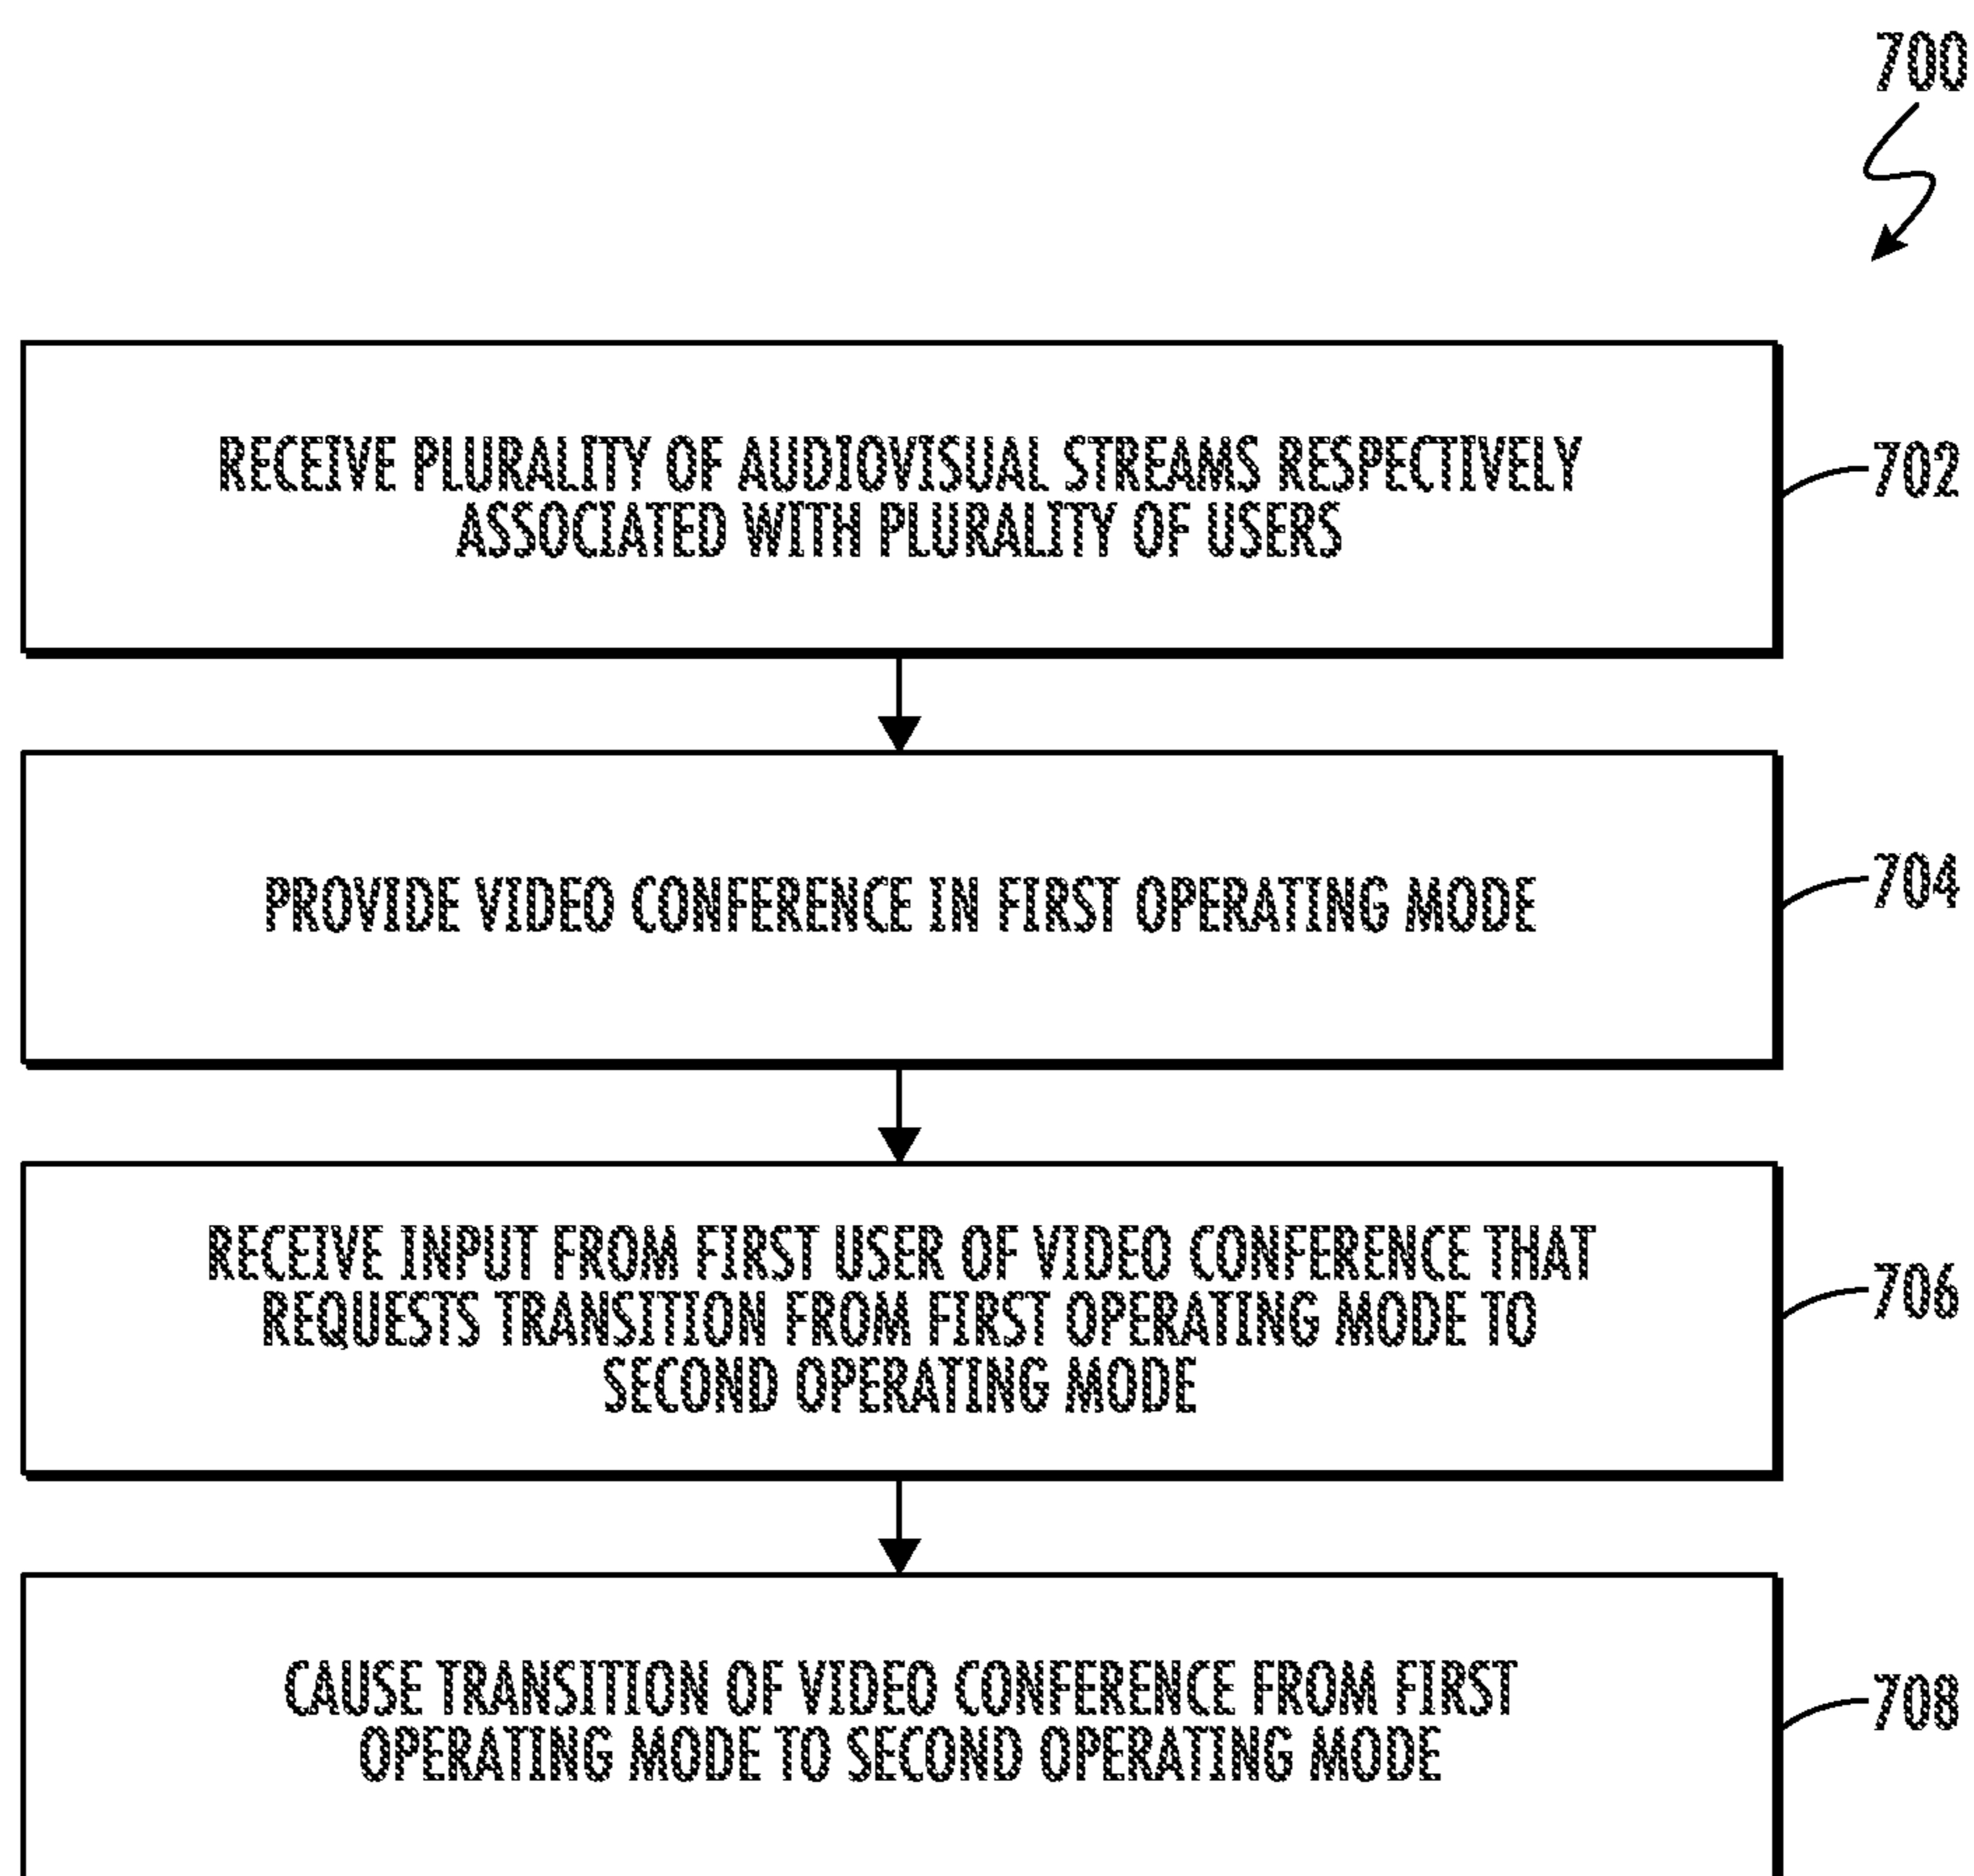 700
RECEIVE PLURALITY OF AUDIOVISUAL STREAMS RESPECTIVELY
ASSOCIATED WITH PLURALITY OF USERS
702
PROVIDE VIDEO CONFERENCE IN FIRST OPERATING MODE
704
RECEIVE INPUT FROM FIRST USER OF VIDEO CONFERENCE THAT
REQUESTS TRANSITION FROM FIRST OPERATING MODE TO
SECOND OPERATING MODE
706
CAUSE TRANSITION OF VIDEO CONFERENCE FROM FIRST
OPERATING MODE TO SECOND OPERATING MODE
708